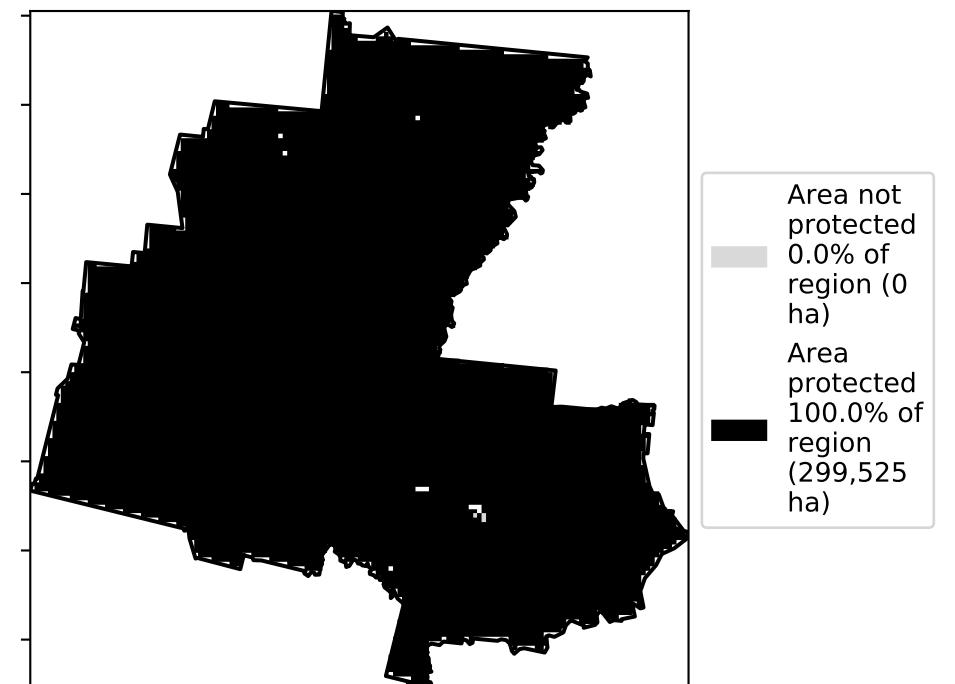 Area not
protected
0.0% of
region (0
ha)
Area
protected
100.0% of
region
(299,525
ha)